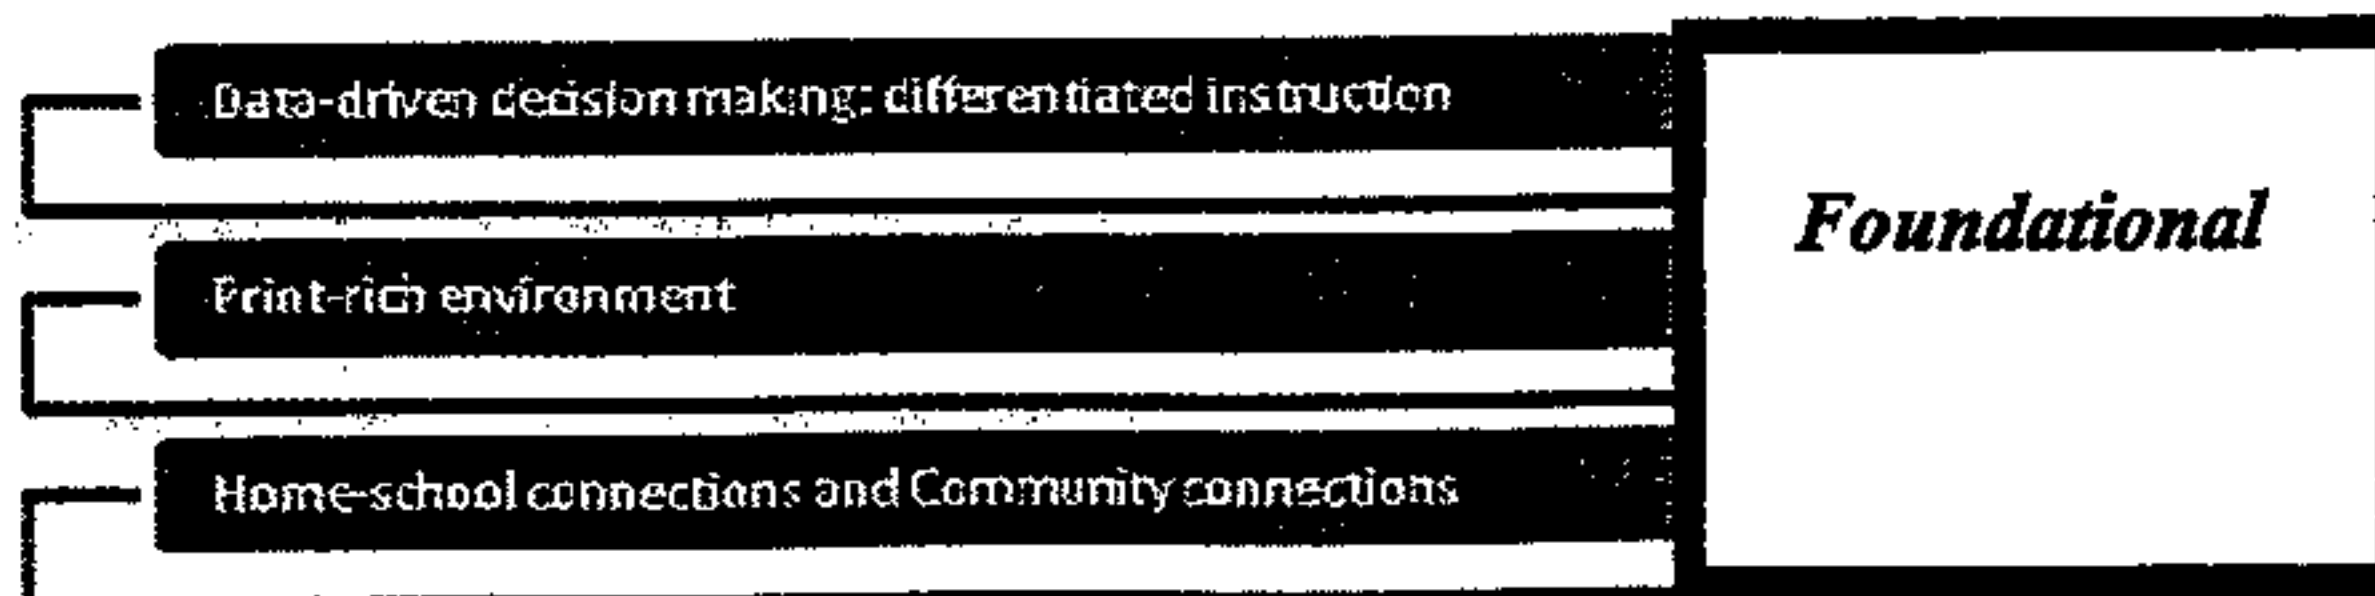 Data-driven decision making: differentiated instruction
Foundational
Print-rich environment
Home-school connections and Community connections